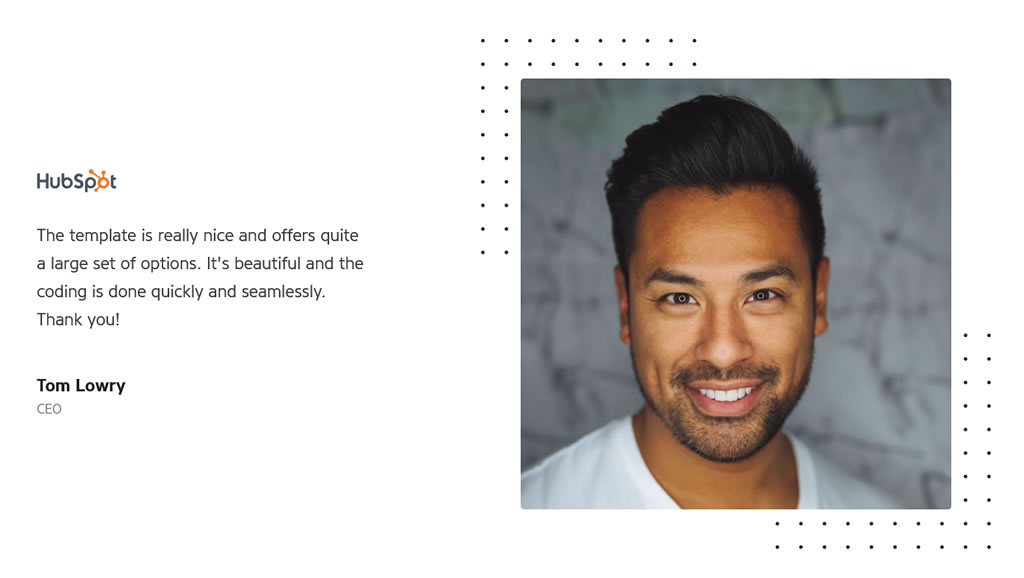 HubSpot
The template is really nice and offers quite
a large set of options. It's beautiful and the
coding is done quickly and seamlessly.
Thank you!
Tom Lowry
CEO